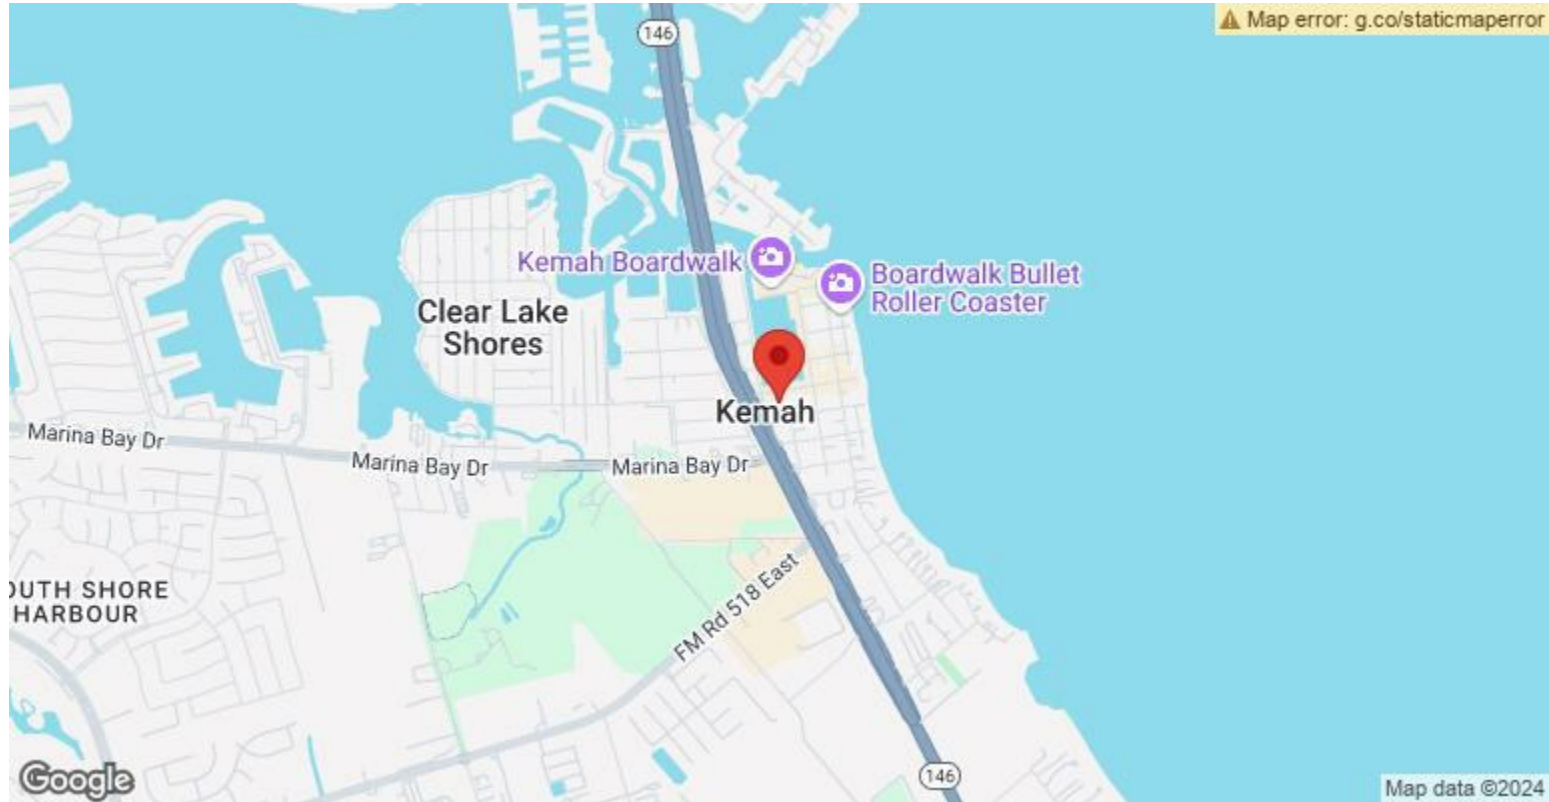 146
Map error: g.co/staticmaperror
Kemah Boardwalk
Boardwalk Bullet
Roller Coaster
Clear Lake
Shores
Kemah
Marina Bay Dr
Marina Bay Dr
Marina Bay Dr
FM Rd 518 East
OUTH SHORE
HARBOUR
146
Google
Map data ©2024